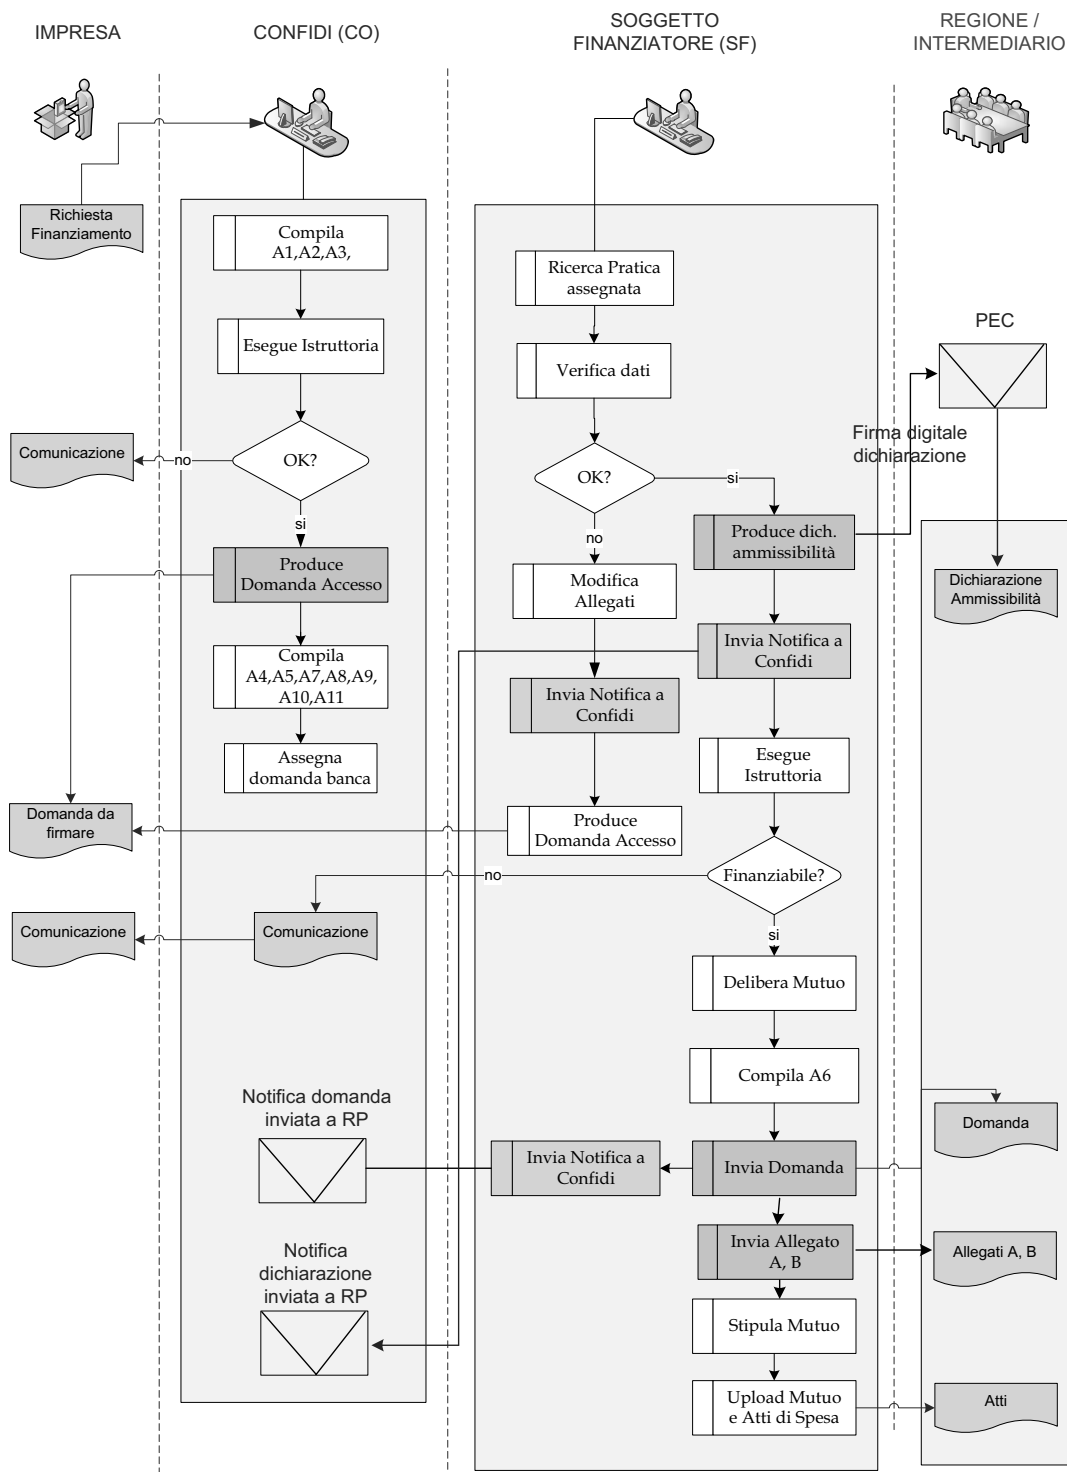 IMPRESA
CONFIDI (CO)
SOGGETTO
FINANZIATORE (SF)
REGIONE /
INTERMEDIARIO
Richiesta
Finanziamento
Compila
A1,A2,A3,
Esegue Istruttoria
OK?
no
Comunicazione
si
Produce
Domanda Accesso
Compila
A4,A5,A7,A8,A9,
A10,A11
Assegna
domanda banca
Domanda da
firmare
Comunicazione
Comunicazione
Notifica domanda
inviata a RP
Notifica
dichiarazione
inviata a RP
Ricerca Pratica
assegnata
Verifica dati
OK?
si
no
Modifica
Allegati
Invia Notifica a
Confidi
Produce
Domanda Accesso
Produce dich.
ammissibilità
Invia Notifica a
Confidi
Esegue
Istruttoria
Finanziabile?
no
si
Delibera Mutuo
Compila A6
Invia Domanda
Invia Notifica a
Confidi
Invia Allegato
A, B
Stipula Mutuo
Upload Mutuo
e Atti di Spesa
PEC
Firma digitale
dichiarazione
Dichiarazione
Ammissibilità
Domanda
Allegati A, B
Atti